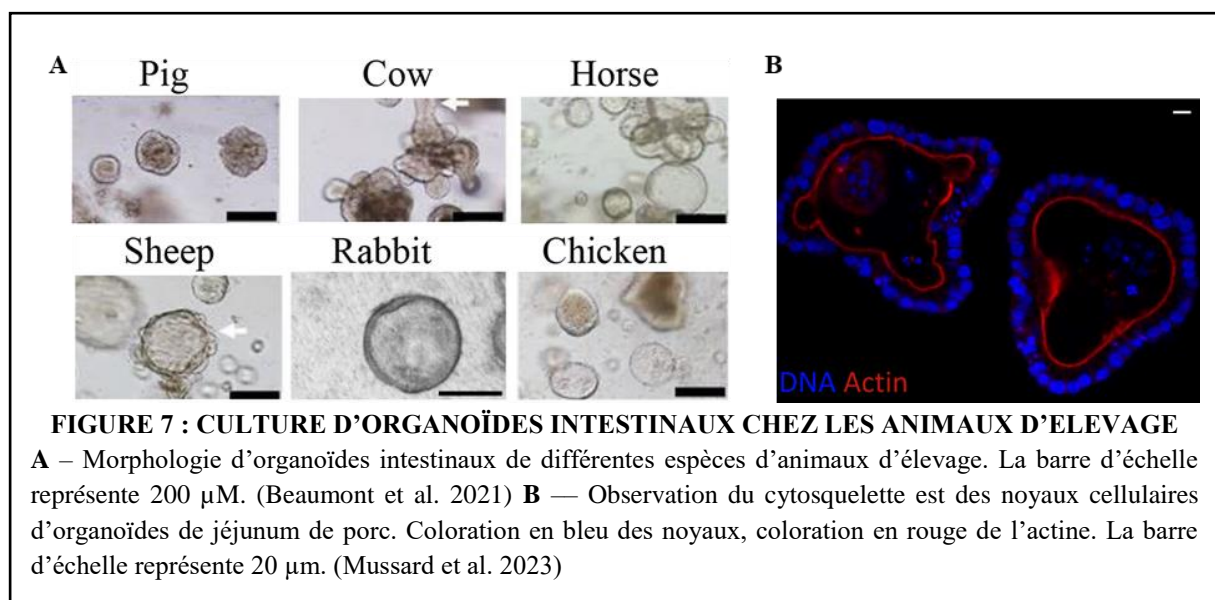 A
Pig
Cow
Horse
Sheep
Rabbit
Chicken
B
DNA Actin
FIGURE 7 : CULTURE D’ORGANOÏDES INTESTINAUX CHEZ LES ANIMAUX D’ELEVAGE
A – Morphologie d’organoïdes intestinaux de différentes espèces d’animaux d’élevage. La barre d’échelle
représente 200 µM. (Beaumont et al. 2021) B — Observation du cytosquelette est des noyaux cellulaires
d’organoïdes de jéjunum de porc. Coloration en bleu des noyaux, coloration en rouge de l’actine. La barre
d’échelle représente 20 µm. (Mussard et al. 2023)